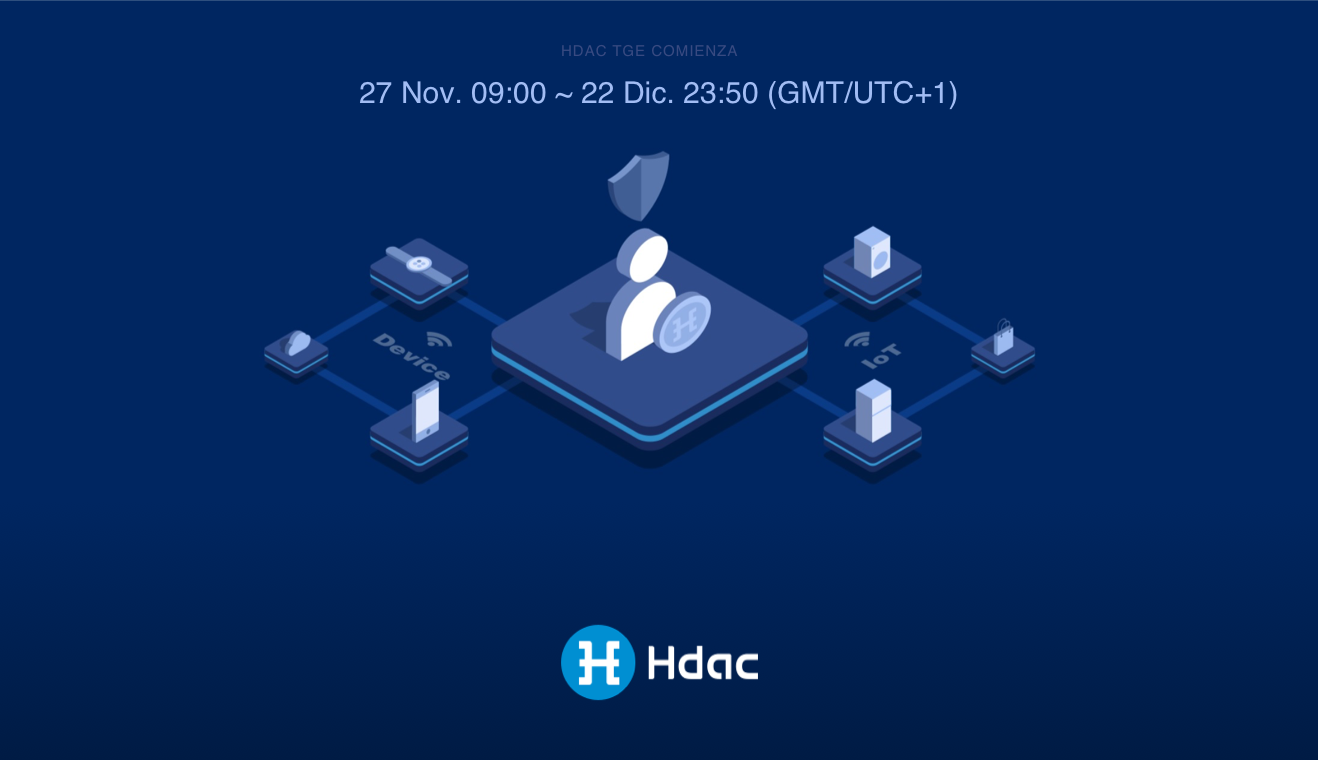 HDAC TGE COMIENZA
27 Nov. 09:00 ~ 22 Dic. 23:50 (GMT/UTC+1)
Device
IoT
Hdac